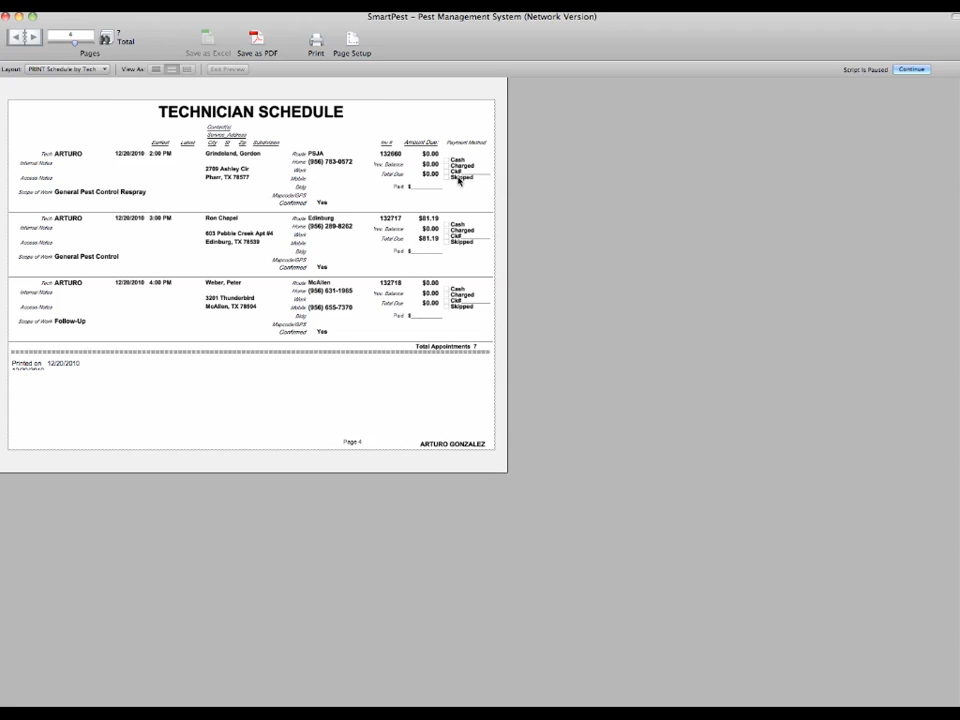 SmartPest – Pest Management System (Network Version)
4
?
Total
Pages
Save as Excel Save as PDF
Print Page Setup
Layout: PRINT Schedule by Tech View As: Exit Preview
Script Is Paused Continue
TECHNICIAN SCHEDULE
Contact(s)
Service_Address
City St Zip Subdivision
Earliest Latest
Inv # Amount Due: Payment Method
Tech ARTURO 12/20/2010 2:00 PM Grindeland, Gordon Route PSJA 132660 $0.00
Internal Notes Home (956) 783-0572 Prev. Balance $0.00 Cash
Charged
2709 Ashley Cir Work Total Due $0.00 Ck#
Access Notes Pharr, TX 78577 Mobile Skipped
Bldg Paid $
Scope of Work General Pest Control Respray Mapcode/GPS
Confirmed Yes
Tech ARTURO 12/20/2010 3:00 PM Ron Chapel Route Edinburg 132717 $81.19
Internal Notes Home (956) 289-8262 Prev. Balance $0.00 Cash
Charged
603 Pebble Creek Apt #4 Work Total Due $81.19 Ck#
Access Notes Edinburg, TX 78539 Mobile Skipped
Bldg Paid $
Scope of Work General Pest Control Mapcode/GPS
Confirmed Yes
Tech ARTURO 12/20/2010 4:00 PM Weber, Peter Route McAllen 132718 $0.00
Internal Notes Home (956) 631-1965 Prev. Balance $0.00 Cash
Charged
3201 Thunderbird Work Total Due $0.00 Ck#
Access Notes McAllen, TX 78504 Mobile (956) 655-7370 Skipped
Bldg Paid $
Scope of Work Follow-Up Mapcode/GPS
Confirmed Yes
Total Appointments 7
Printed on 12/20/2010
Page 4
ARTURO GONZALEZ